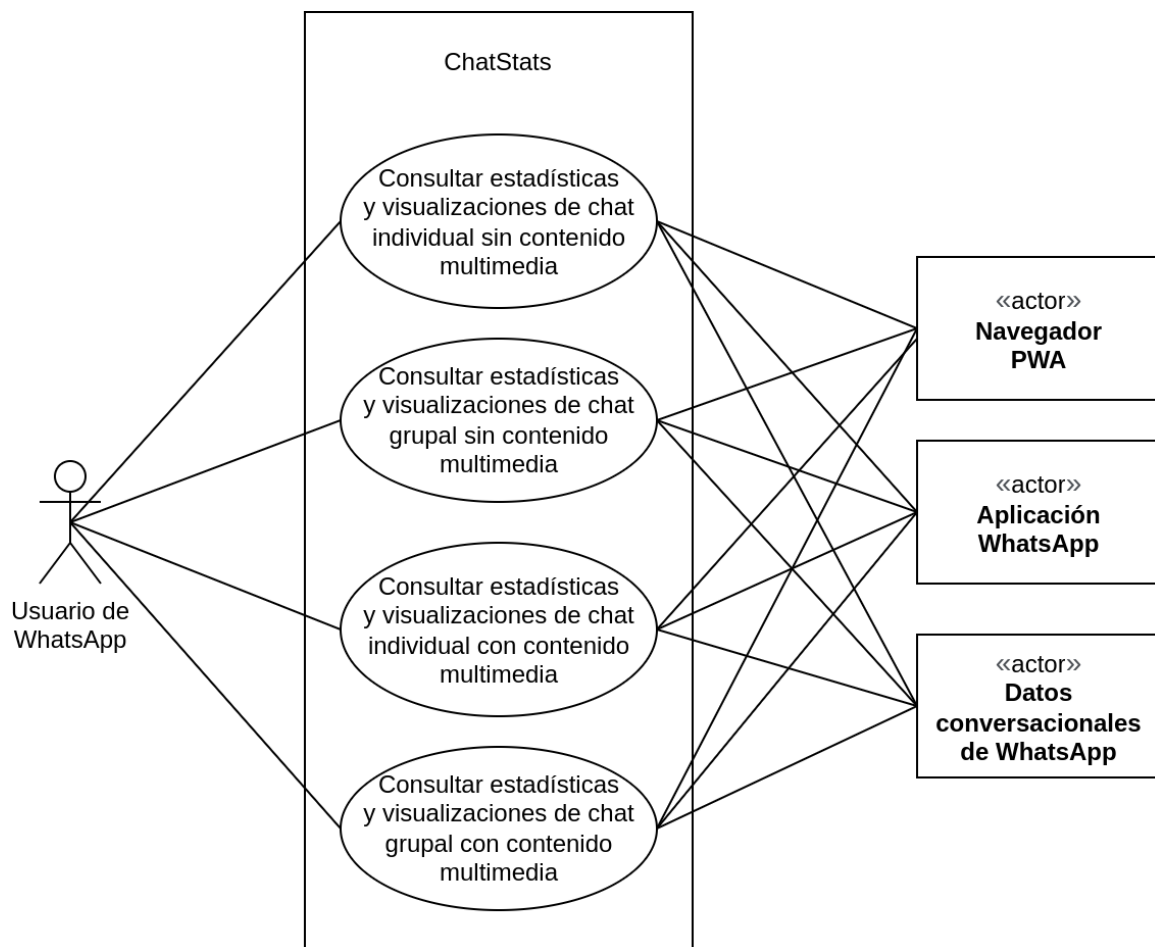 ChatStats
Consultar estadísticas
y visualizaciones de chat
individual sin contenido
multimedia
Consultar estadísticas
y visualizaciones de chat
grupal sin contenido
multimedia
Consultar estadísticas
y visualizaciones de chat
individual con contenido
multimedia
Consultar estadísticas
y visualizaciones de chat
grupal con contenido
multimedia
Usuario de
WhatsApp
«actor»
Navegador
PWA
«actor»
Aplicación
WhatsApp
«actor»
Datos
conversacionales
de WhatsApp